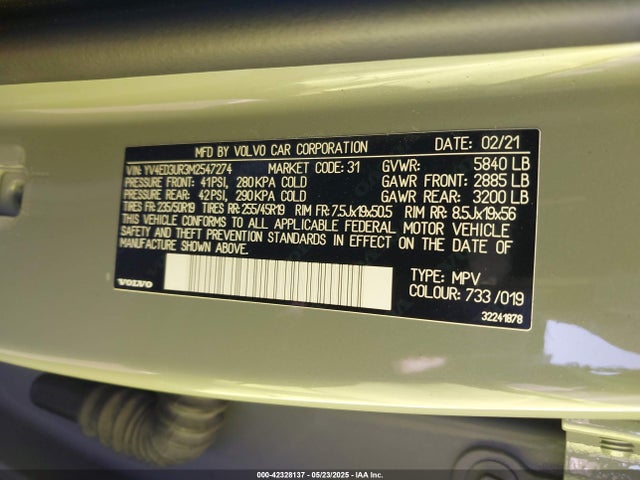 MFD BY VOLVO CAR CORPORATION DATE: 02/21
VIN: YV4ED3UR3M2547274 MARKET CODE: 31 GVWR: 5840 LB
PRESSURE FRONT: 41PSI, 280KPA COLD GAWR FRONT: 2885 LB
PRESSURE REAR: 42PSI, 290KPA COLD GAWR REAR: 3200 LB
TIRES FR: 235/50R19 TIRES RR: 255/45R19 RIM FR: 7.5Jx19x50.5 RIM RR: 8.5Jx19x56
THIS VEHICLE CONFORMS TO ALL APPLICABLE FEDERAL MOTOR VEHICLE
SAFETY AND THEFT PREVENTION STANDARDS IN EFFECT ON THE DATE OF
MANUFACTURE SHOWN ABOVE.
TYPE: MPV
COLOUR: 733/019
VOLVO
32241878
000-42328137 - 05/23/2025 - IAA Inc.